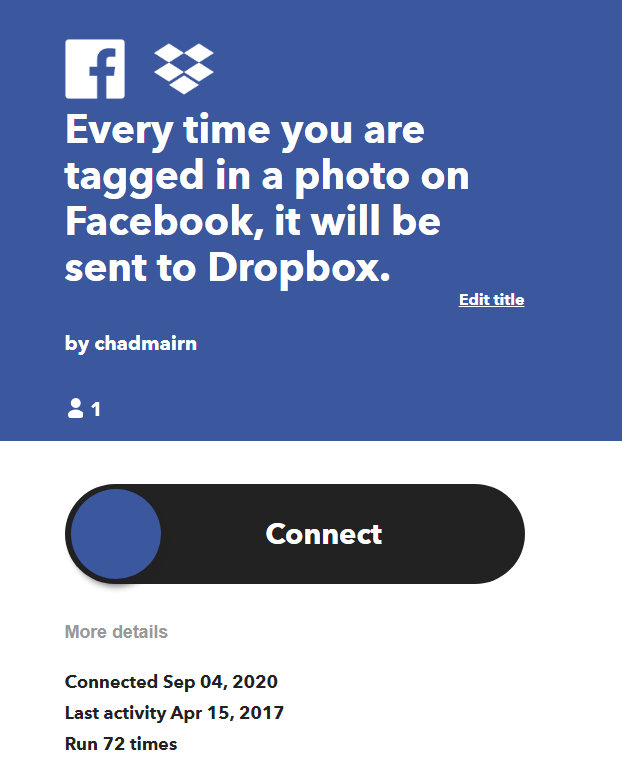 Every time you are
tagged in a photo on
Facebook, it will be
sent to Dropbox.
Edit title
by chadmairn
1
Connect
More details
Connected Sep 04, 2020
Last activity Apr 15, 2017
Run 72 times